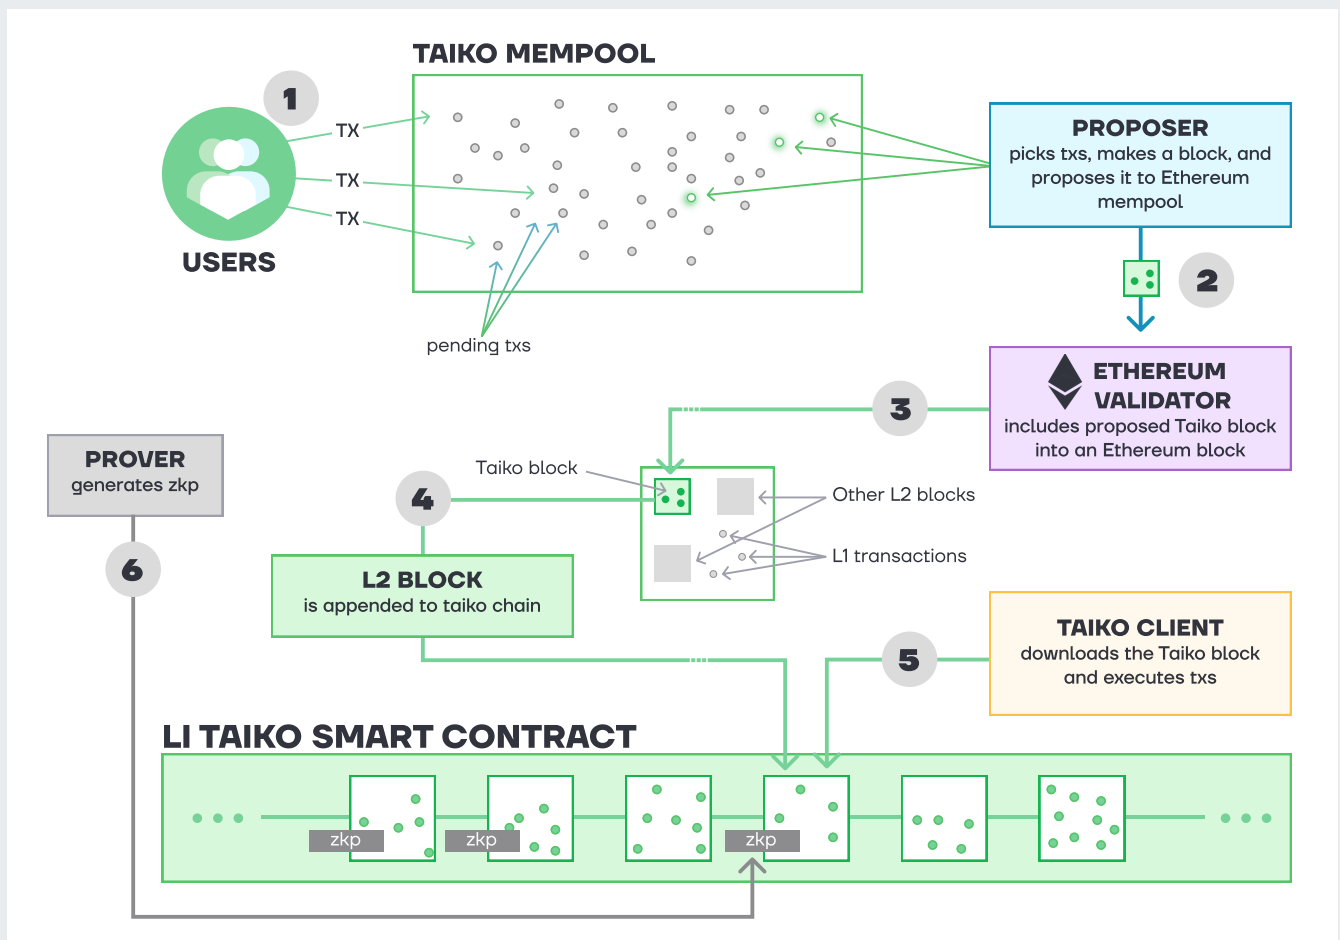 TAIKO MEMPOOL
1
TX
TX
TX
USERS
pending txs
PROPOSER
picks txs, makes a block, and
proposes it to Ethereum
mempool
2
ETHEREUM
VALIDATOR
includes proposed Taiko block
into an Ethereum block
3
Taiko block
Other L2 blocks
L1 transactions
4
L2 BLOCK
is appended to taiko chain
PROVER
generates zkp
6
TAIKO CLIENT
downloads the Taiko block
and executes txs
5
LI TAIKO SMART CONTRACT
zkp
zkp
zkp